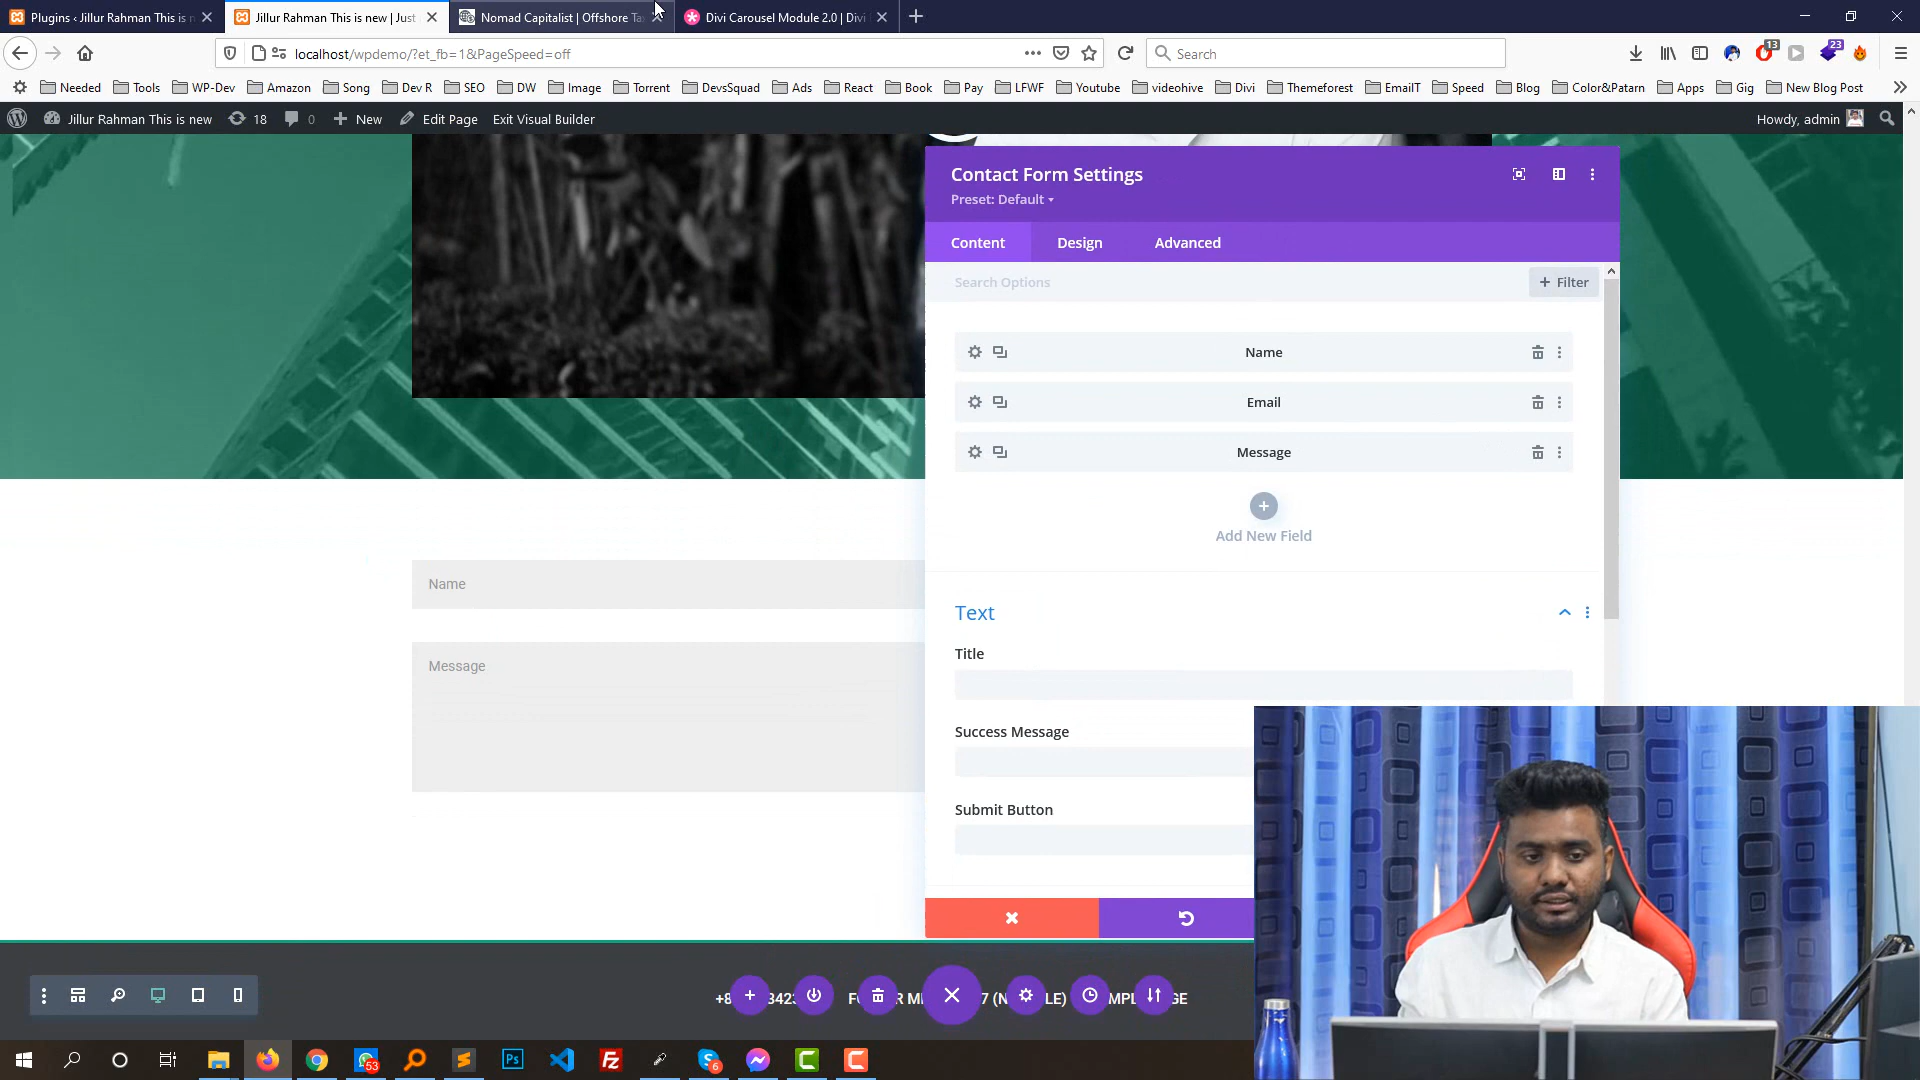 Plugins ‹ Jillur Rahman This is n
Jillur Rahman This is new | Just
Nomad Capitalist | Offshore Ta
Divi Carousel Module 2.0 | Divi
localhost/wpdemo/?et_fb=1&PageSpeed=off
Search
13
23
Needed
Tools
WP-Dev
Amazon
Song
Dev R
SEO
DW
Image
Torrent
DevsSquad
Ads
React
Book
Pay
LFWF
Youtube
videohive
Divi
Themeforest
EmailT
Speed
Blog
Color&Patarn
Apps
Gig
New Blog Post
Jillur Rahman This is new
18
0
New
Edit Page
Exit Visual Builder
Howdy, admin
Contact Form Settings
Preset: Default
Content
Design
Advanced
Search Options
+ Filter
Name
Email
Message
Add New Field
Text
Title
Success Message
Submit Button
Name
Message
53
6